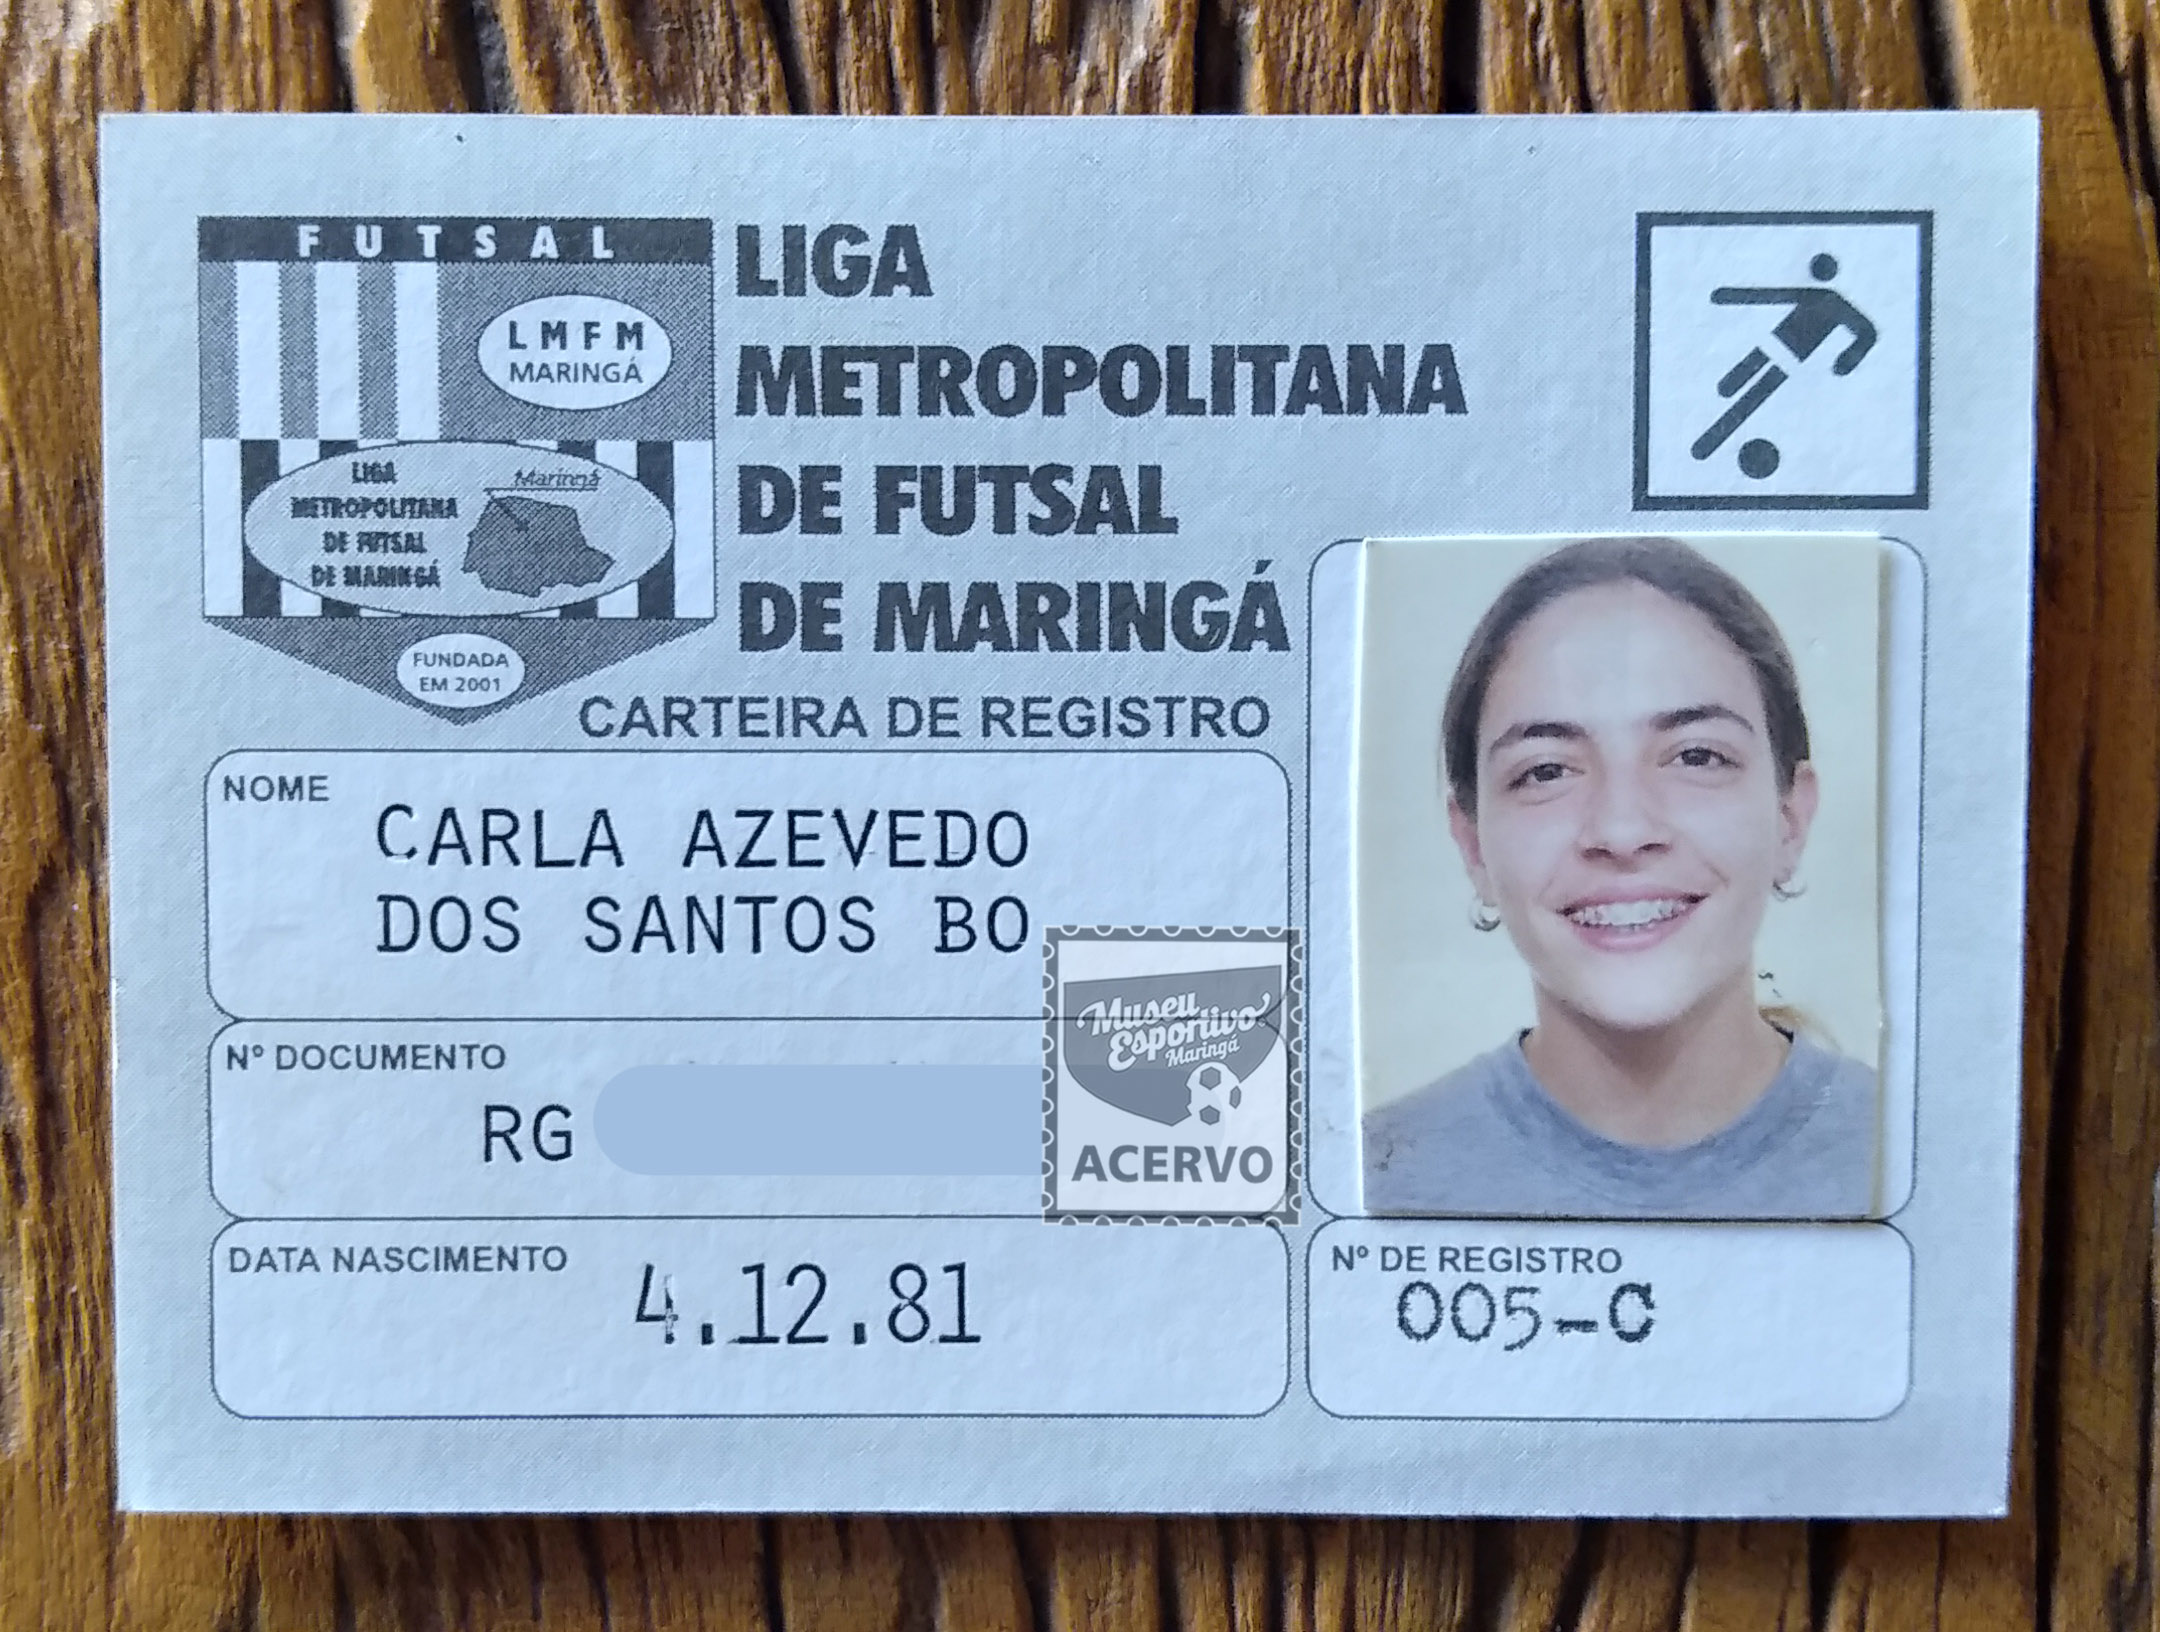 FUTSAL
LMFM
MARINGÁ
LIGA
METROPOLITANA
DE FUTSAL
DE MARINGÁ
Maringá
FUNDADA
EM 2001
LIGA
METROPOLITANA
DE FUTSAL
DE MARINGÁ
CARTEIRA DE REGISTRO
NOME
CARLA AZEVEDO
DOS SANTOS BO
Nº DOCUMENTO
RG
Museu
Esportivo
Maringá
ACERVO
DATA NASCIMENTO
4.12.81
Nº DE REGISTRO
005-C